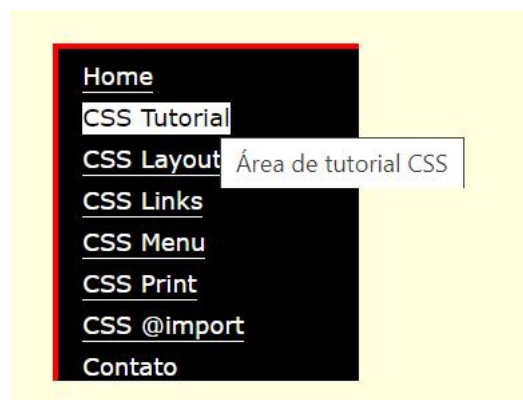 Home
CSS Tutorial
CSS Layout
Área de tutorial CSS
CSS Links
CSS Menu
CSS Print
CSS @import
Contato